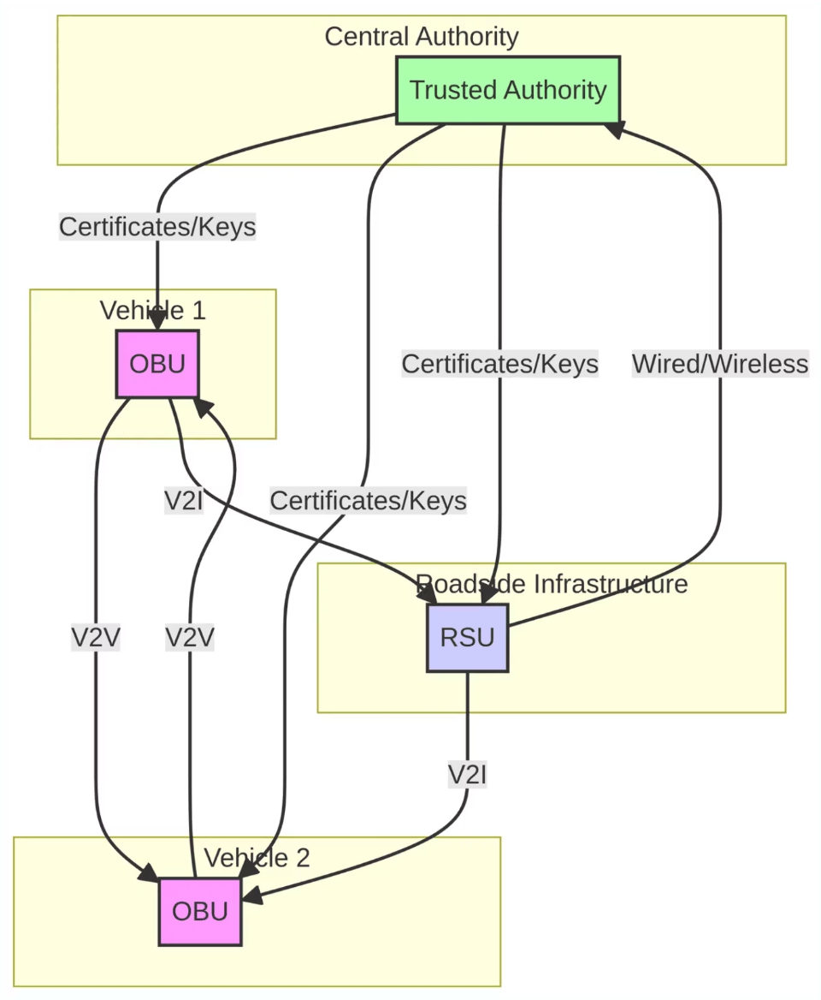 Central Authority
Trusted Authority
Certificates/Keys
Vehicle 1
OBU
Certificates/Keys
Wired/Wireless
V2I
Certificates/Keys
Roadside Infrastructure
RSU
V2V
V2V
V2I
Vehicle 2
OBU